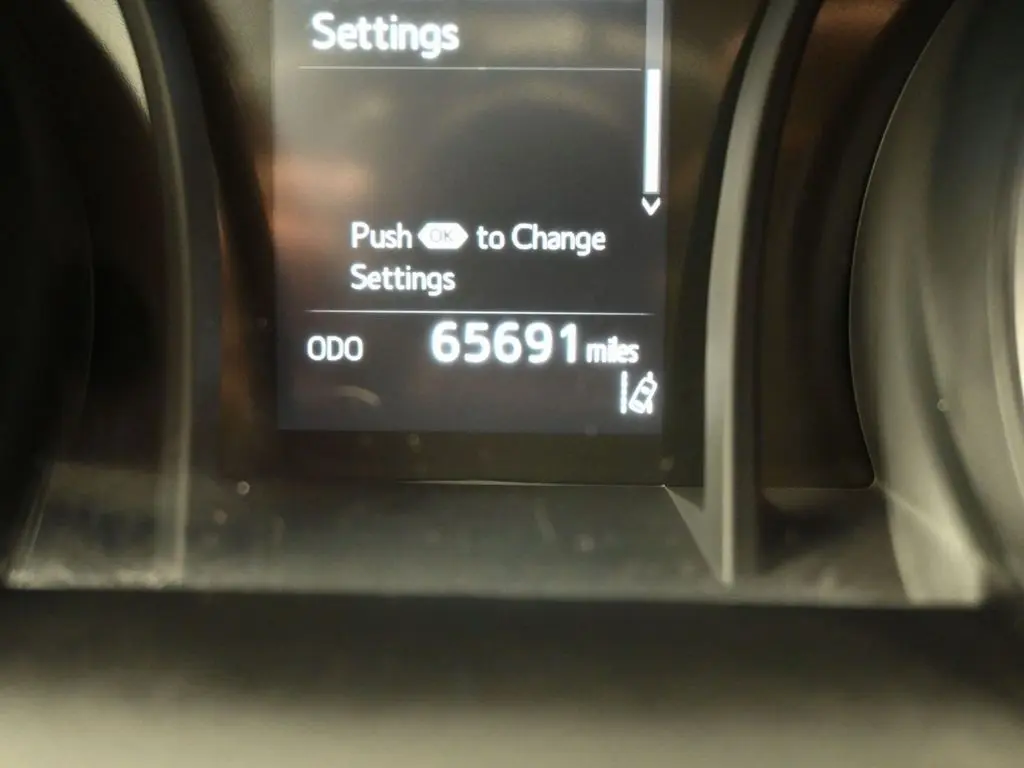 Settings
Push OK to Change
Settings
ODO 65691 miles